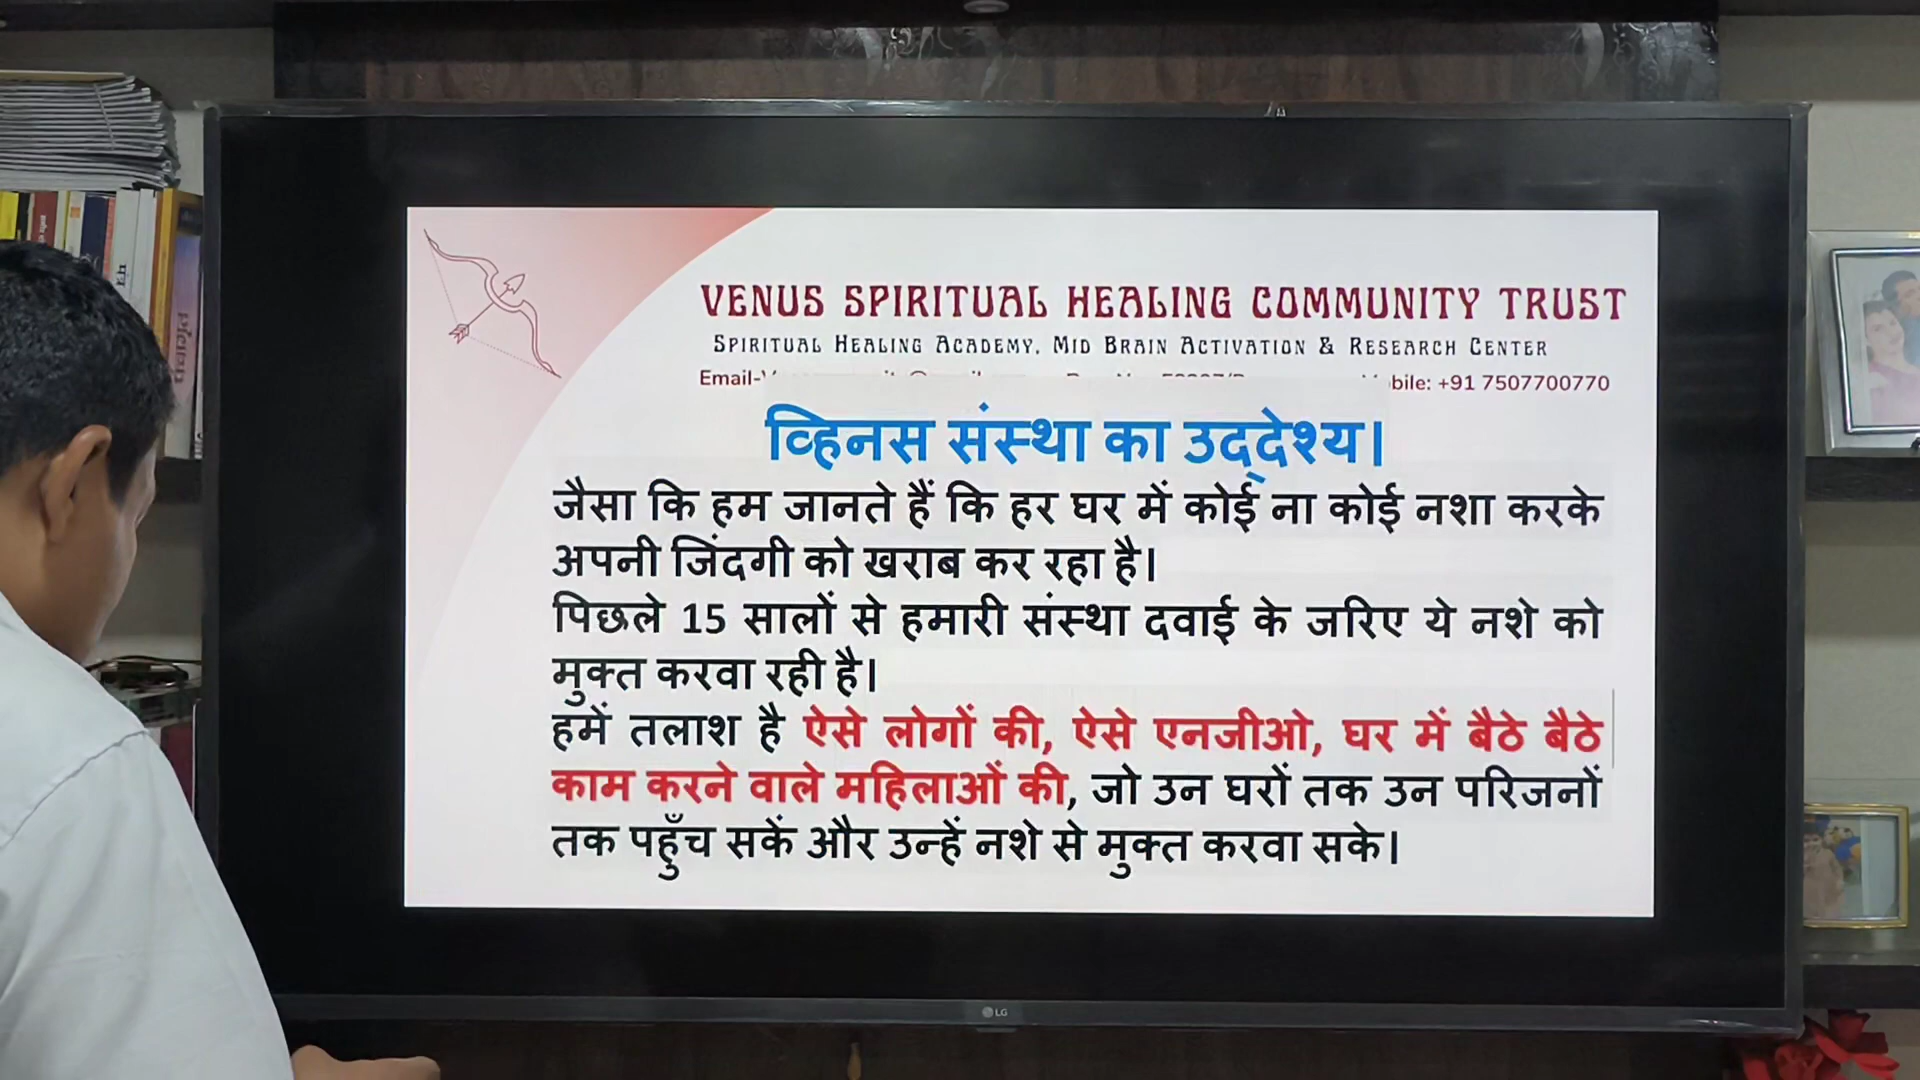 VENUS SPIRITUAL HEALING COMMUNITY TRUST
SPIRITUAL HEALING ACADEMY, MID BRAIN ACTIVATION & RESEARCH CENTER
Email- +91 7507700770
व्हिनस संस्था का उद्देश्य।
जैसा कि हम जानते हैं कि हर घर में कोई ना कोई नशा करके
अपनी जिंदगी को खराब कर रहा है।
पिछले 15 सालों से हमारी संस्था दवाई के जरिए ये नशे को
मुक्त करवा रही है।
हमें तलाश है ऐसे लोगों की, ऐसे एनजीओ, घर में बैठे बैठे
काम करने वाले महिलाओं की, जो उन घरों तक उन परिजनों
तक पहुँच सकें और उन्हें नशे से मुक्त करवा सके।
LG